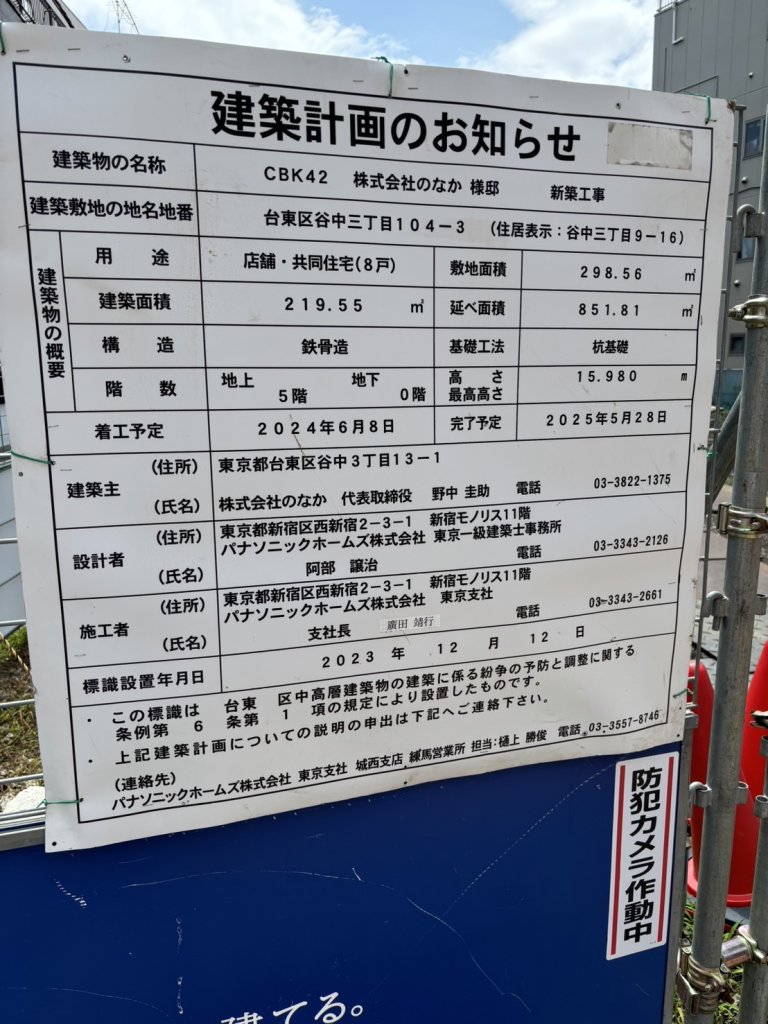 建築計画のお知らせ
建築物の名称 CBK42 株式会社のなか 様邸 新築工事
建築敷地の地名地番 台東区谷中三丁目104-3 (住居表示:谷中三丁目9-16)
建築物の概要
用途 店舗・共同住宅(8戸) 敷地面積 298.56 ㎡
建築面積 219.55 ㎡ 延べ面積 851.81 ㎡
構造 鉄骨造 基礎工法 杭基礎
階数 地上 5階 地下 0階 高さ 最高高さ 15.980 m
着工予定 2024年6月8日 完了予定 2025年5月28日
建築主 (住所) 東京都台東区谷中3丁目13-1
(氏名) 株式会社のなか 代表取締役 野中 圭助 電話 03-3822-1375
設計者 (住所) 東京都新宿区西新宿2-3-1 新宿モノリス11階
パナソニックホームズ株式会社 東京一級建築士事務所
(氏名) 阿部 譲治 電話 03-3343-2126
施工者 (住所) 東京都新宿区西新宿2-3-1 新宿モノリス11階
パナソニックホームズ株式会社 東京支社
(氏名) 支社長 廣田 靖行 電話 03-3343-2661
標識設置年月日 2023 年 12 月 12 日
・ この標識は 台東 区中高層建築物の建築に係る紛争の予防と調整に関する
条例第 6 条第 1 項の規定により設置したものです。
・ 上記建築計画についての説明の申出は下記へご連絡下さい。
(連絡先)
パナソニックホームズ株式会社 東京支社 城西支店 練馬営業所 担当:樋上 勝俊 電話 03-3557-8746
防犯カメラ作動中
建てる。